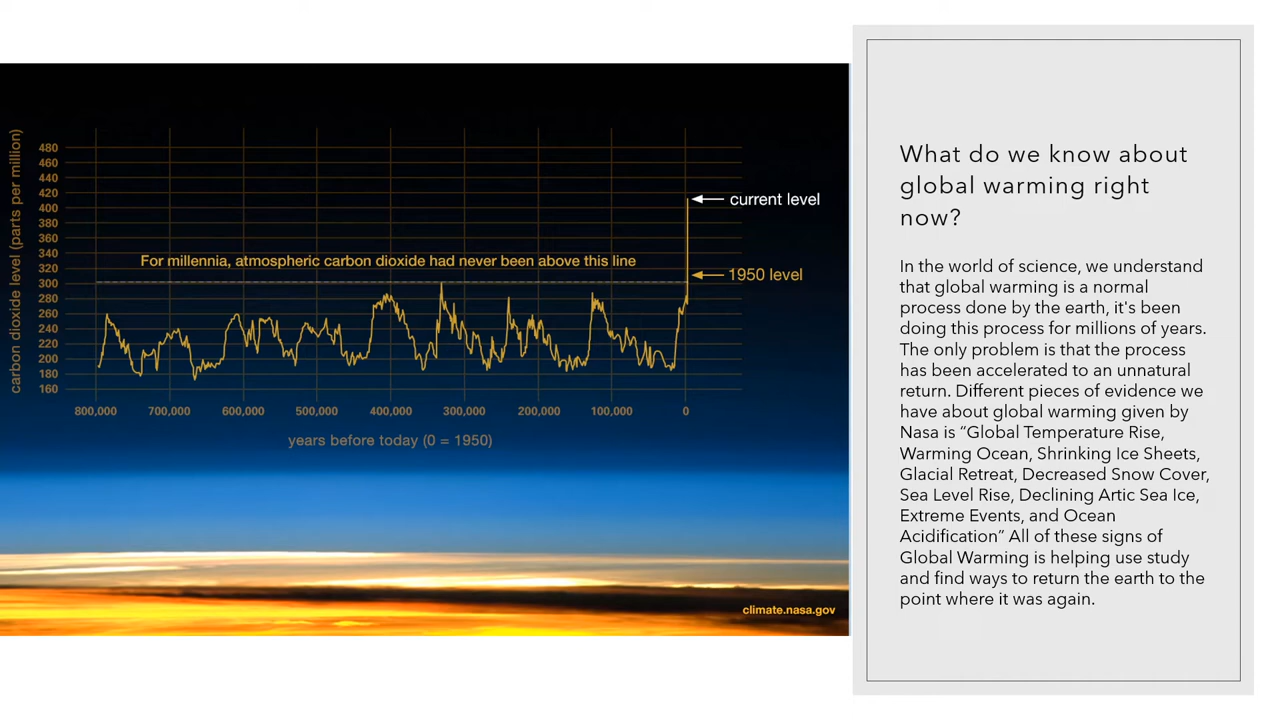 480
460
440
420
400
380
360
340
320
300
280
260
240
220
200
180
160
carbon dioxide level (parts per million)
For millennia, atmospheric carbon dioxide had never been above this line
current level
1950 level
800,000 700,000 600,000 500,000 400,000 300,000 200,000 100,000 0
years before today (0 = 1950)
climate.nasa.gov
What do we know about
global warming right
now?
In the world of science, we understand
that global warming is a normal
process done by the earth, it's been
doing this process for millions of years.
The only problem is that the process
has been accelerated to an unnatural
return. Different pieces of evidence we
have about global warming given by
Nasa is “Global Temperature Rise,
Warming Ocean, Shrinking Ice Sheets,
Glacial Retreat, Decreased Snow Cover,
Sea Level Rise, Declining Artic Sea Ice,
Extreme Events, and Ocean
Acidification” All of these signs of
Global Warming is helping use study
and find ways to return the earth to the
point where it was again.